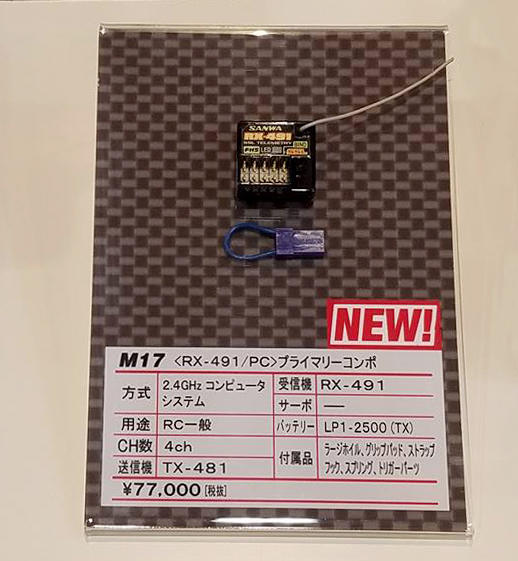 SANWA
RX-491
SSL TELEMETRY
FH5 LED
NEW!
M17 〈RX-491/PC〉プライマリーコンポ
方式 2.4GHz コンピュータ
システム
受信機 RX-491
サーボ ―
用途 RC一般
バッテリー LP1-2500 (TX)
CH数 4ch
送信機 TX-481
付属品 ラージホイル、グリップパッド、ストラップ
フック、スプリング、トリガーパーツ
¥77,000 [税抜]